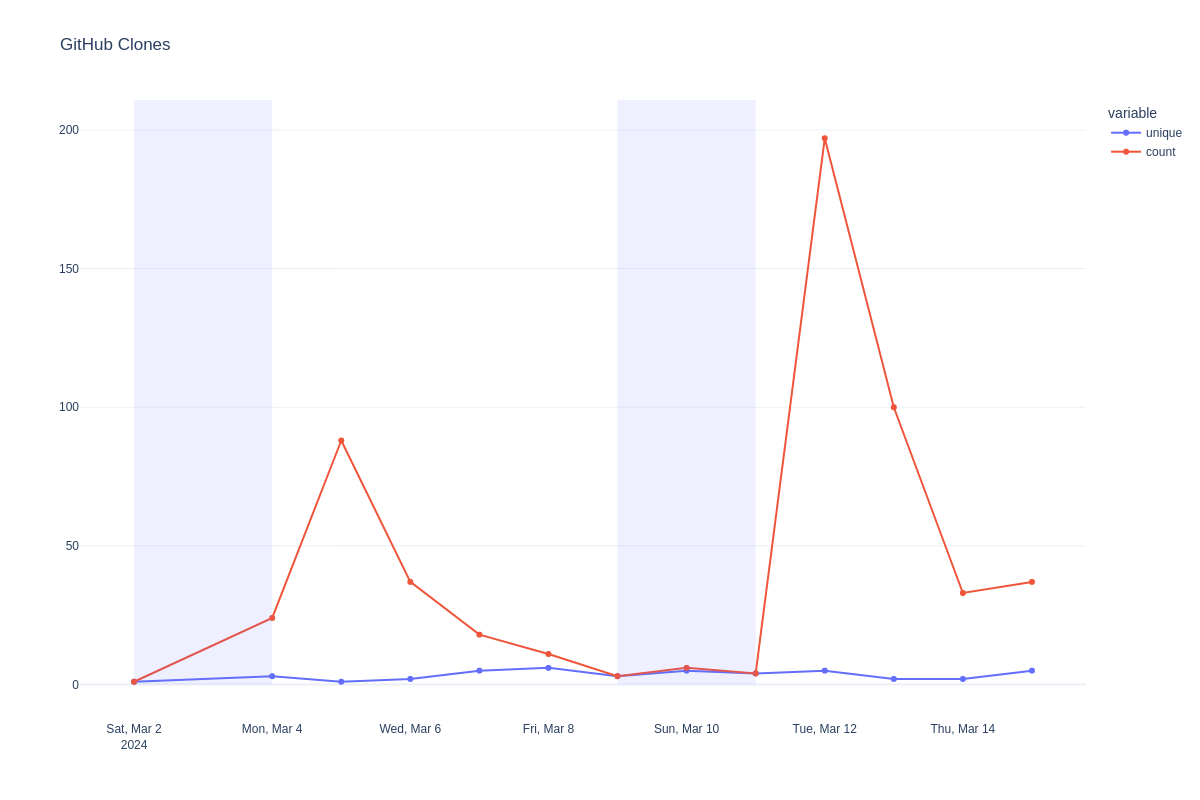 GitHub Clones
variable
unique
count
200
150
100
50
0
Sat, Mar 2
2024
Mon, Mar 4
Wed, Mar 6
Fri, Mar 8
Sun, Mar 10
Tue, Mar 12
Thu, Mar 14